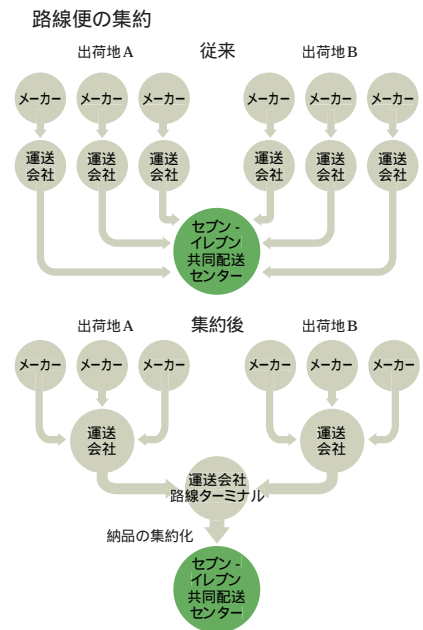 路線便の集約
出荷地A
従来
出荷地B
メーカー
メーカー
メーカー
メーカー
メーカー
メーカー
運送
会社
運送
会社
運送
会社
運送
会社
運送
会社
運送
会社
セブン-
イレブン
共同配送
センター
出荷地A
集約後
出荷地B
メーカー
メーカー
メーカー
メーカー
メーカー
メーカー
運送
会社
運送
会社
運送会社
路線ターミナル
納品の集約化
セブン-
イレブン
共同配送
センター